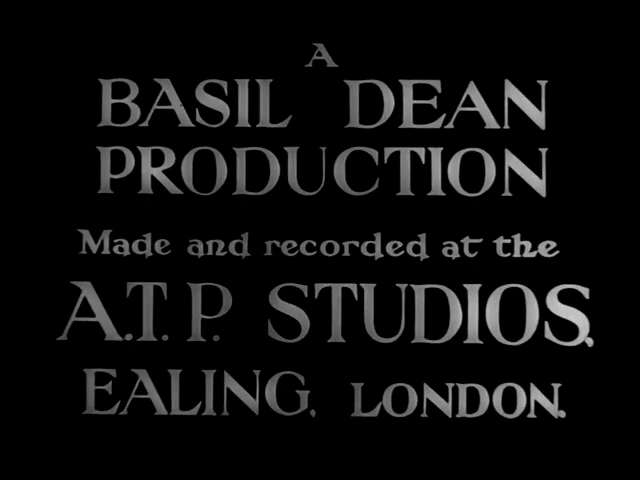 A
BASIL DEAN
PRODUCTION
Made and recorded at the
A.T.P. STUDIOS,
EALING, LONDON.